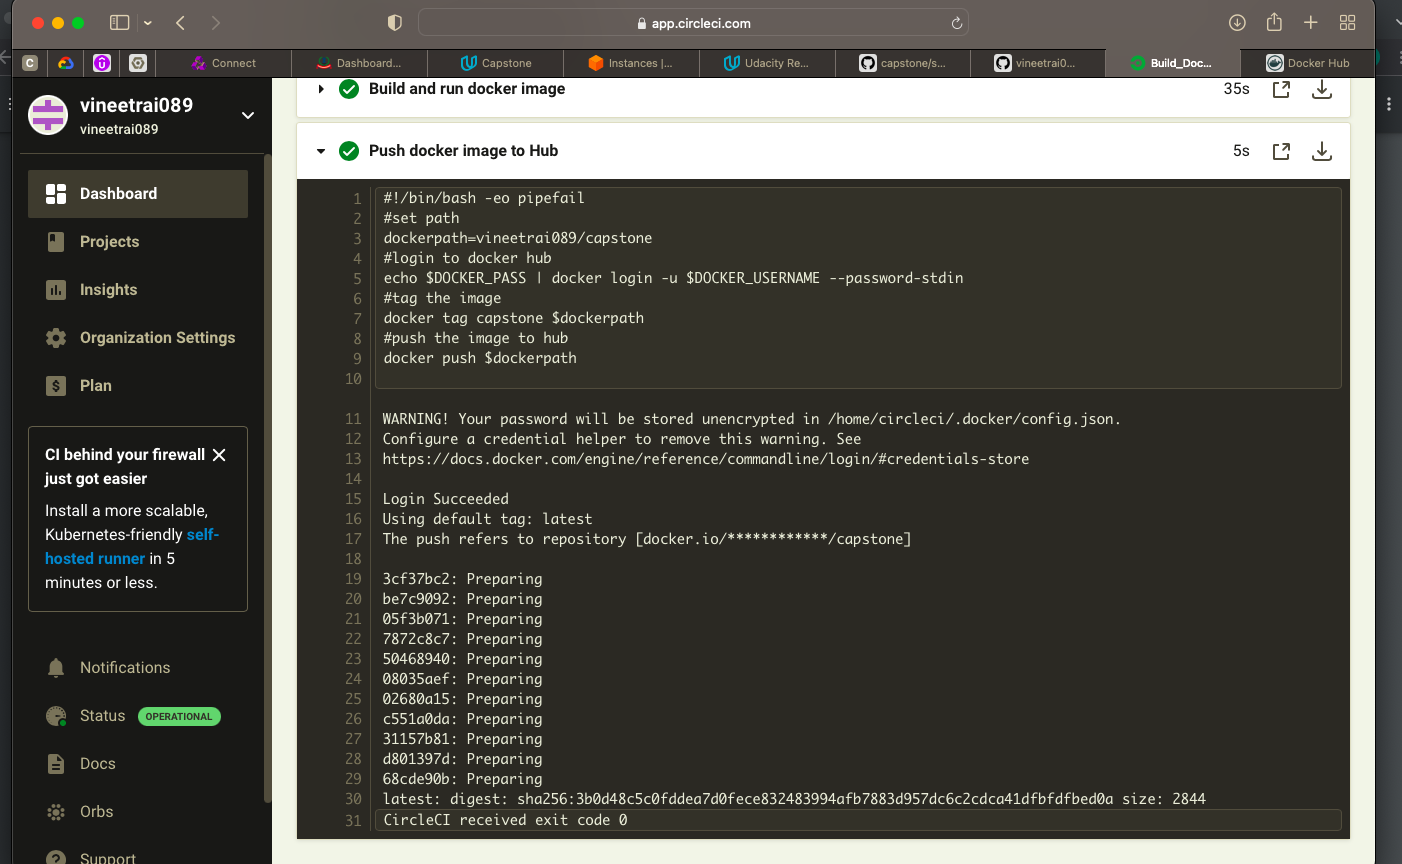 app.circleci.com
C
Connect
Dashboard...
Capstone
Instances |...
Udacity Re...
capstone/s...
vineetrai0...
Build_Doc...
Docker Hub
vineetrai089
vineetrai089
Dashboard
Projects
Insights
Organization Settings
Plan
CI behind your firewall
just got easier
Install a more scalable,
Kubernetes-friendly self-
hosted runner in 5
minutes or less.
Notifications
Status OPERATIONAL
Docs
Orbs
Support
Build and run docker image 35s
Push docker image to Hub 5s
1 #!/bin/bash -eo pipefail
2 #set path
3 dockerpath=vineetrai089/capstone
4 #login to docker hub
5 echo $DOCKER_PASS | docker login -u $DOCKER_USERNAME --password-stdin
6 #tag the image
7 docker tag capstone $dockerpath
8 #push the image to hub
9 docker push $dockerpath
10
11 WARNING! Your password will be stored unencrypted in /home/circleci/.docker/config.json.
12 Configure a credential helper to remove this warning. See
13 https://docs.docker.com/engine/reference/commandline/login/#credentials-store
14
15 Login Succeeded
16 Using default tag: latest
17 The push refers to repository [docker.io/************/capstone]
18
19 3cf37bc2: Preparing
20 be7c9092: Preparing
21 05f3b071: Preparing
22 7872c8c7: Preparing
23 50468940: Preparing
24 08035aef: Preparing
25 02680a15: Preparing
26 c551a0da: Preparing
27 31157b81: Preparing
28 d801397d: Preparing
29 68cde90b: Preparing
30 latest: digest: sha256:3b0d48c5c0fddea7d0fece832483994afb7883d957dc6c2cdca41dfbfdfbed0a size: 2844
31 CircleCI received exit code 0